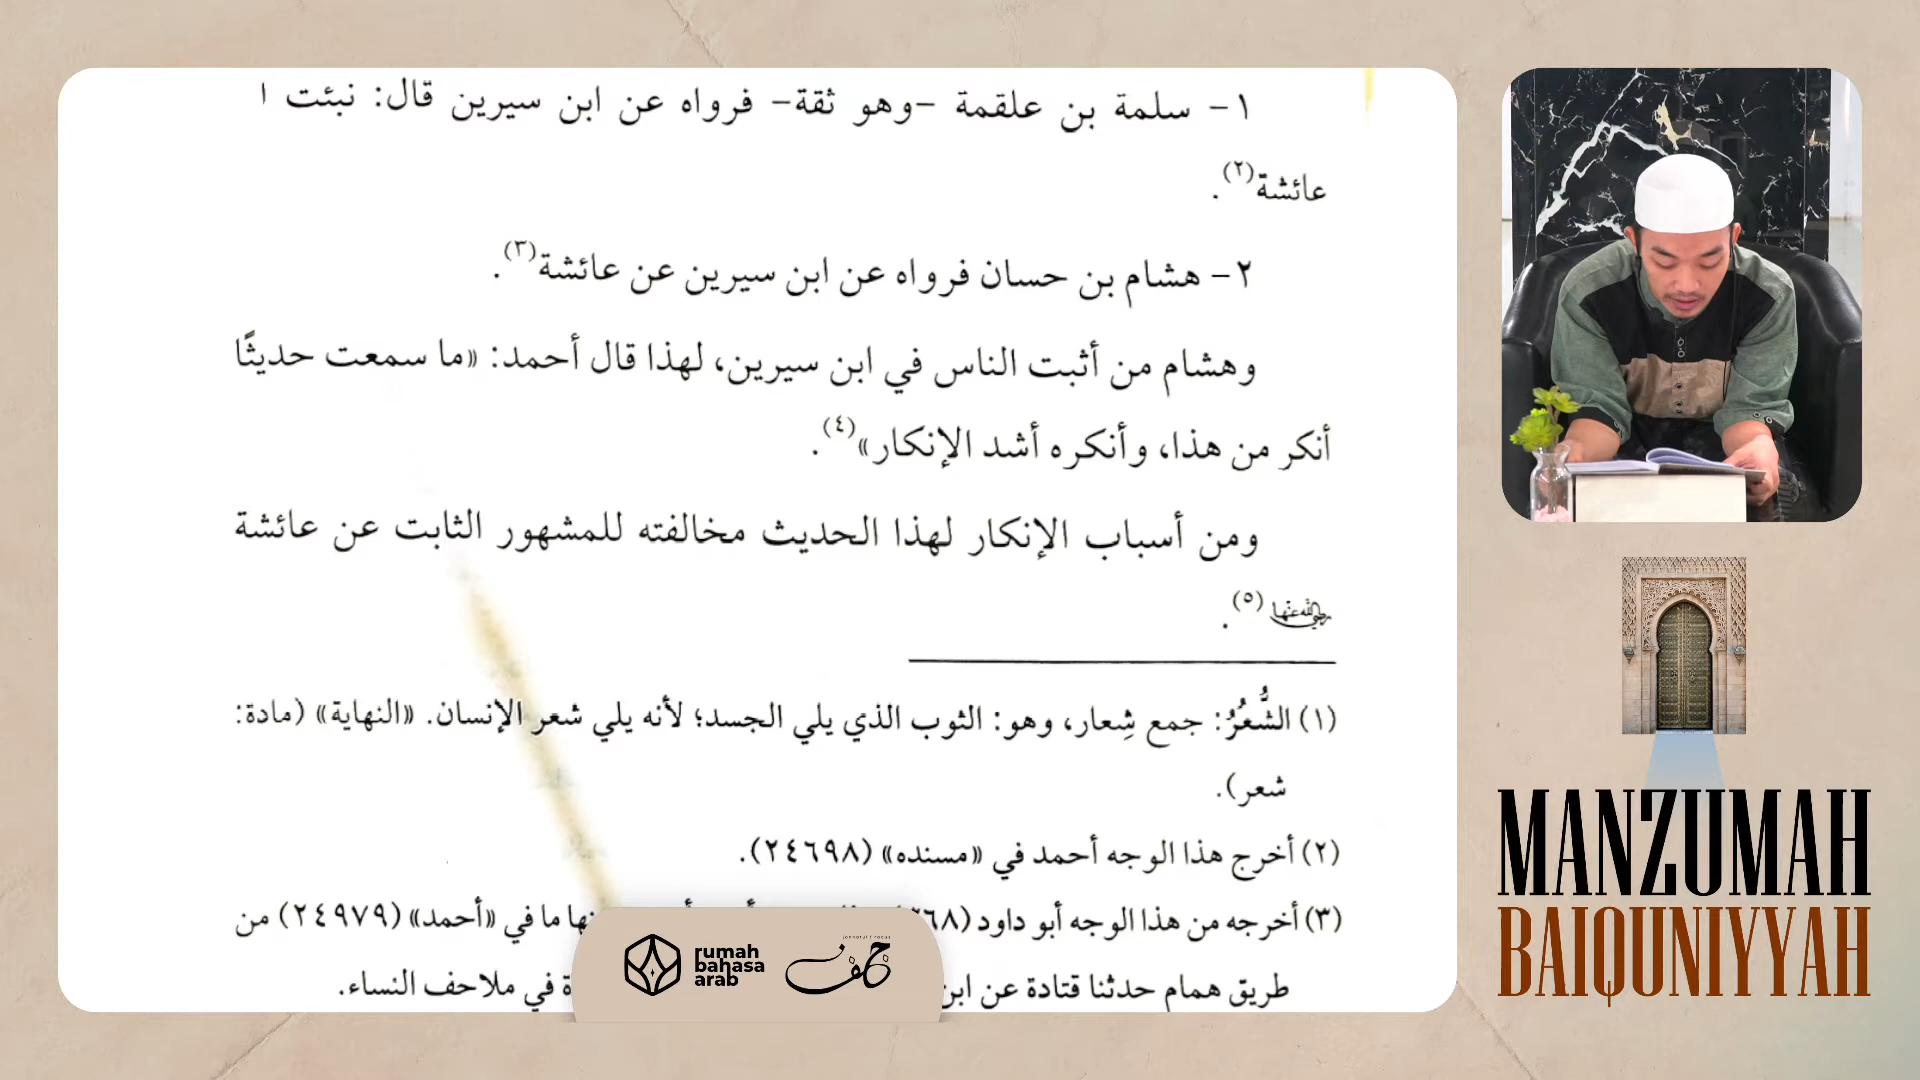 ١- سلمة بن علقمة -وهو ثقة- فرواه عن ابن سيرين قال: نبئت
عائشة(٢).
٢- هشام بن حسان فرواه عن ابن سيرين عن عائشة(٣).
وهشام من أثبت الناس في ابن سيرين، لهذا قال أحمد: «ما سمعت حديثًا
أنكر من هذا، وأنكره أشد الإنكار»(٤).
ومن أسباب الإنكار لهذا الحديث مخالفته للمشهور الثابت عن عائشة
رضي الله عنها(٥).
(١) الشُّعُرُ: جمع شِعار، وهو: الثوب الذي يلي الجسد؛ لأنه يلي شعر الإنسان. «النهاية» (مادة:
شعر).
(٢) أخرج هذا الوجه أحمد في «مسنده» (٢٤٦٩٨).
(٣) أخرجه من هذا الوجه أبو داود ما في «أحمد» (٢٤٩٧٩) من
طريق همام حدثنا قتادة عن ابن في ملاحف النساء.
rumah
bahasa
arab
MANZUMAH
BAIQUNIYYAH